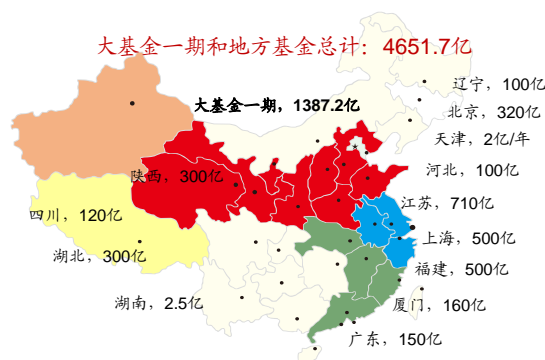 大基金一期和地方基金总计：4651.7亿
辽宁，100亿
大基金一期，1387.2亿
北京，320亿
天津，2亿/年
陕西，300亿
河北，100亿
江苏，710亿
四川，120亿
上海，500亿
湖北，300亿
福建，500亿
湖南，2.5亿
厦门，160亿
广东，150亿